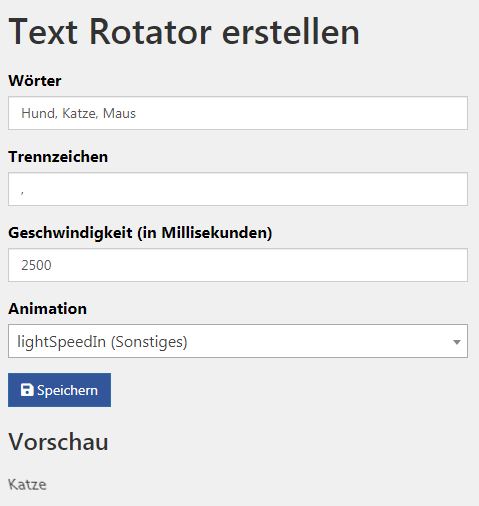 Text Rotator erstellen
Wörter
Hund, Katze, Maus
Trennzeichen
,
Geschwindigkeit (in Millisekunden)
2500
Animation
lightSpeedIn (Sonstiges)
Speichern
Vorschau
Katze